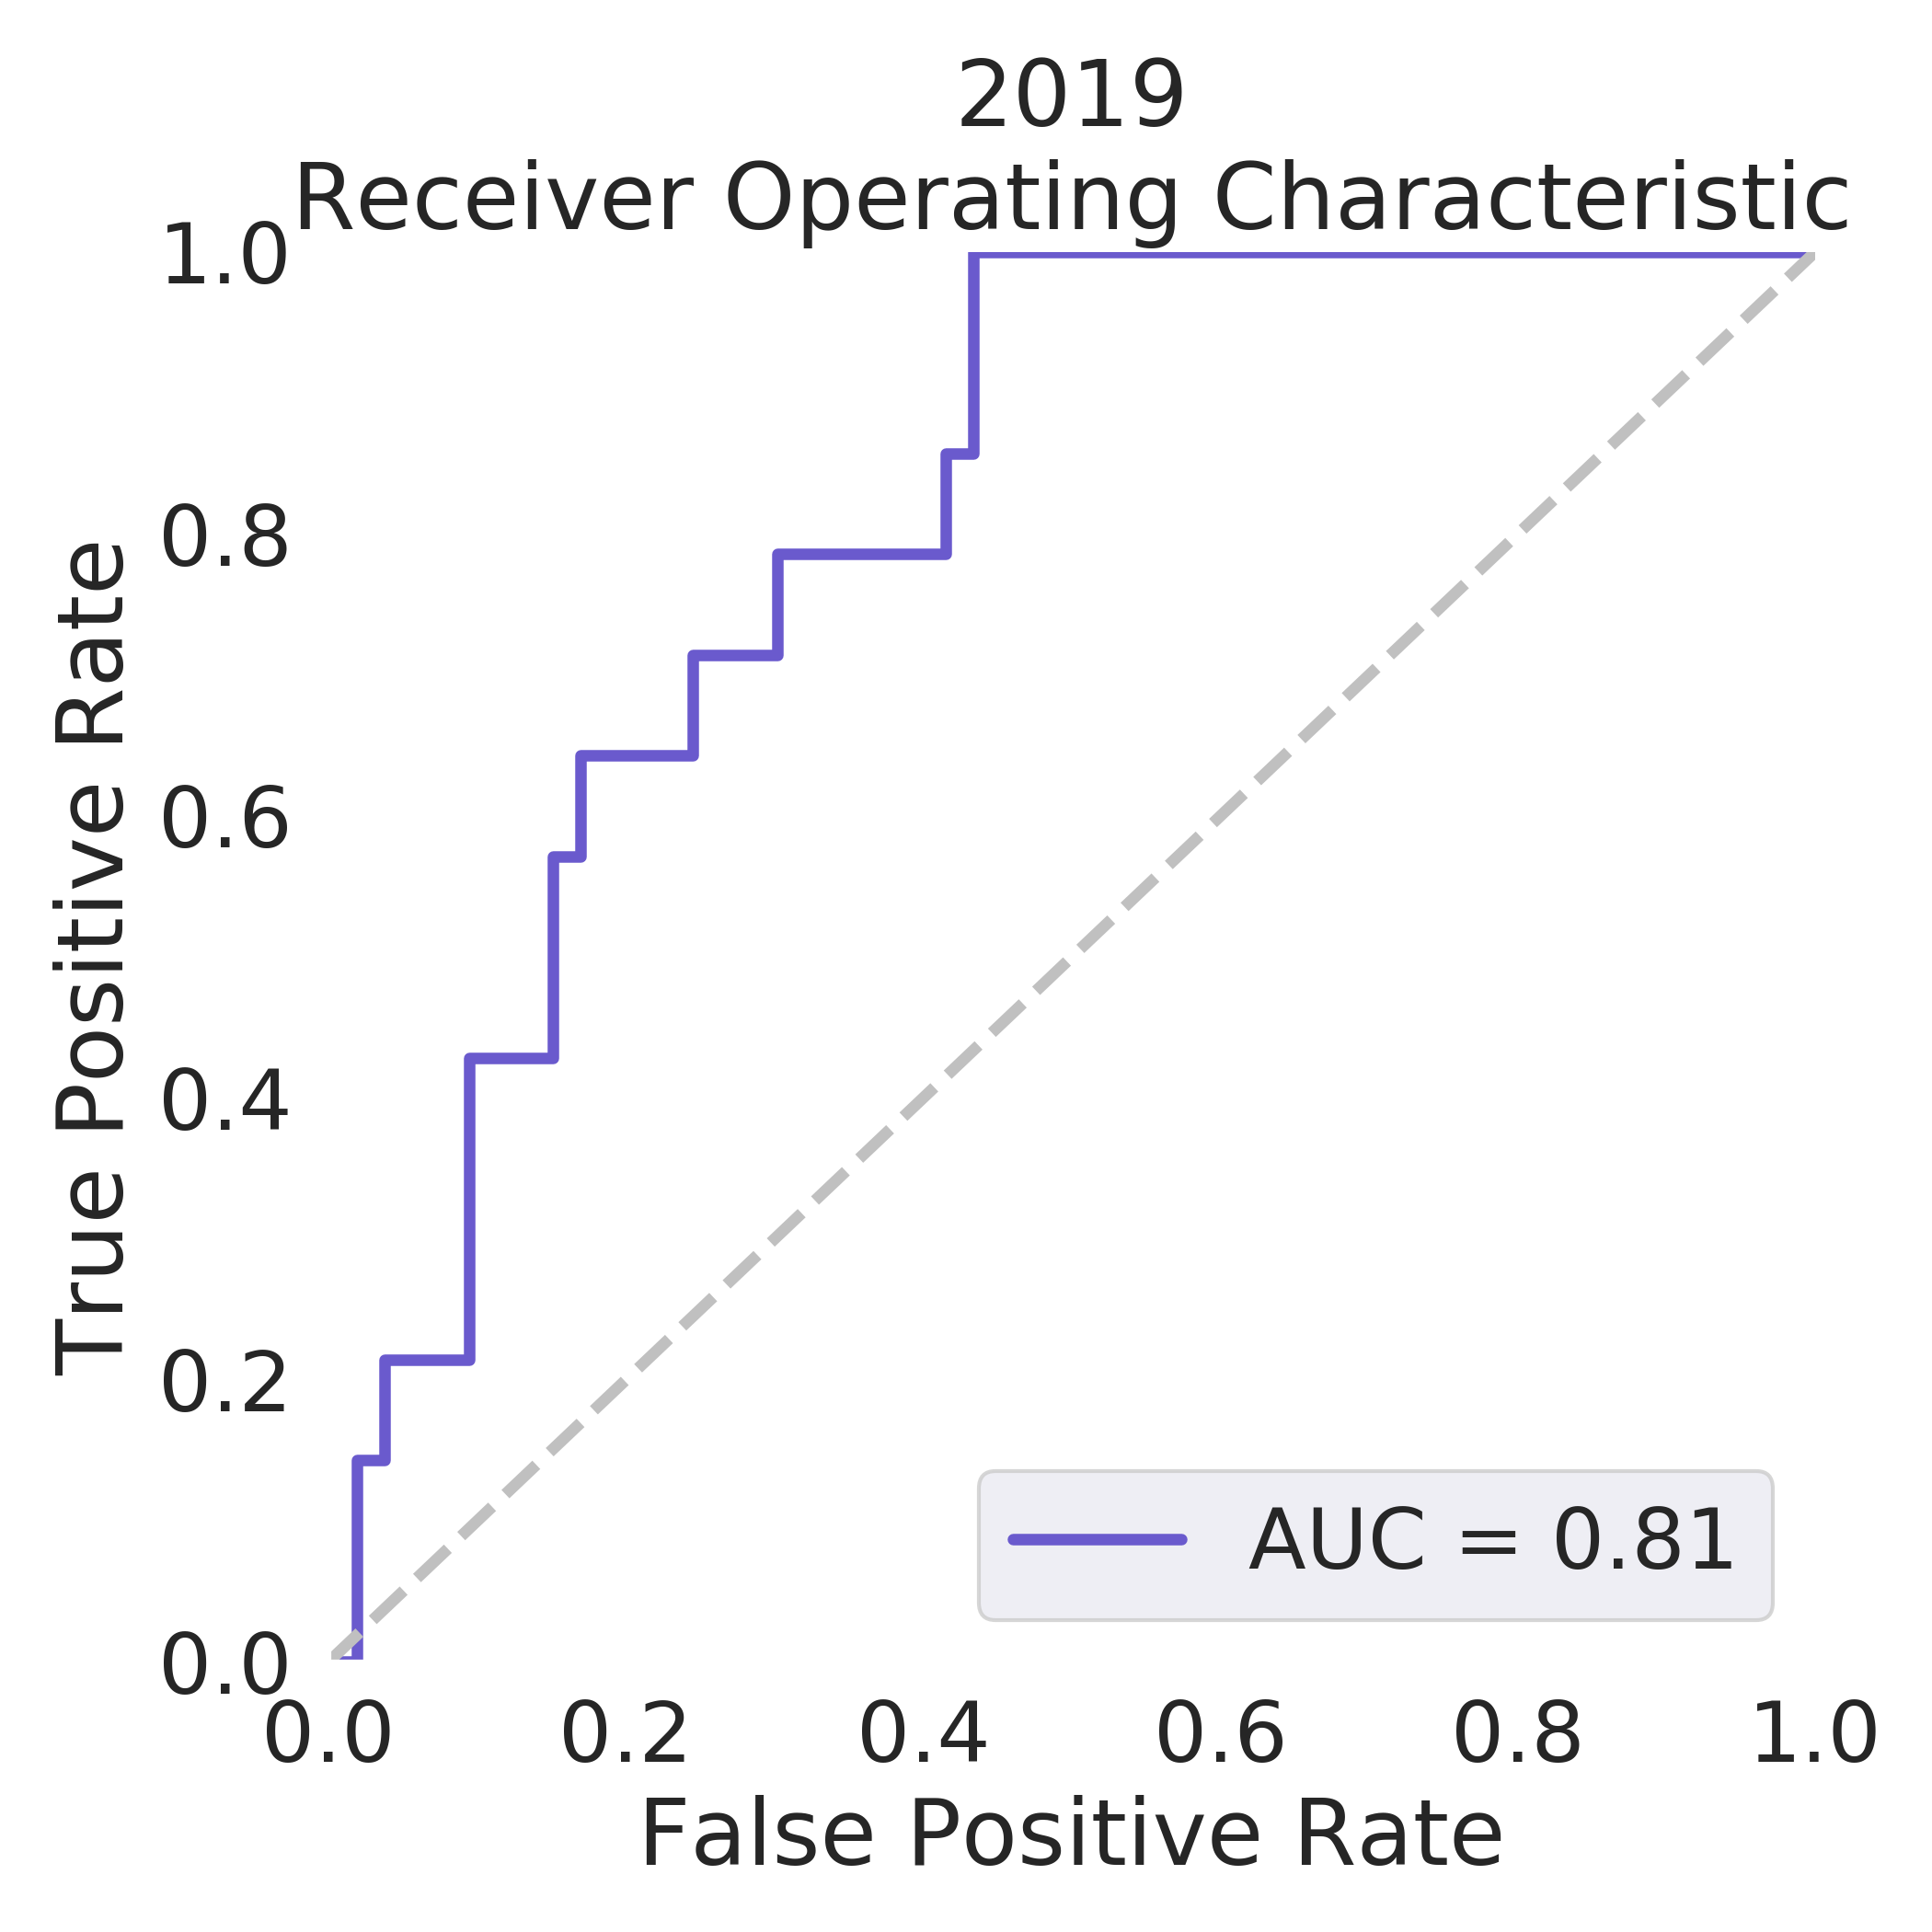 2019
Receiver Operating Characteristic
1.0
0.8
0.6
0.4
0.2
0.0
True Positive Rate
AUC = 0.81
0.0 0.2 0.4 0.6 0.8 1.0
False Positive Rate